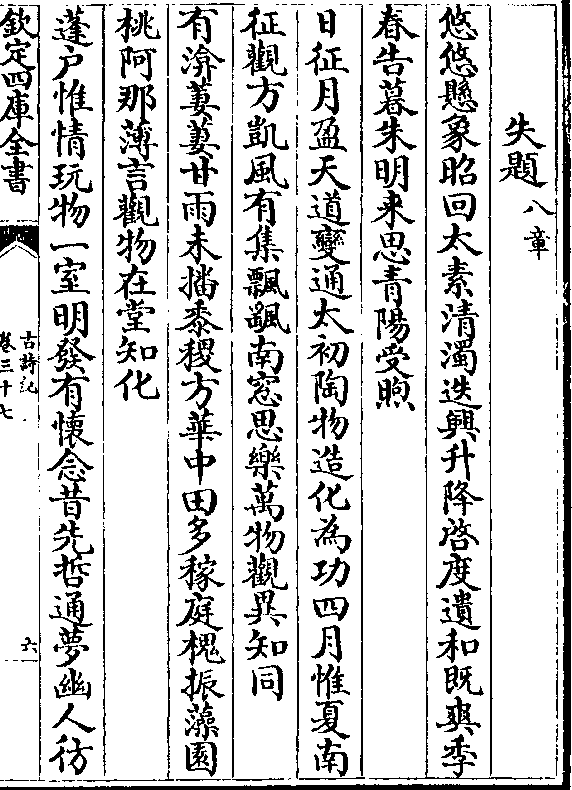 失題八章
悠悠懸象昭回太素清濁迭興升降啓度遺和既爽季
春告暮朱明来思青陽受煦
日征月盈天道變通太初陶物造化為功四月惟夏南
征觀方凱風有集飄飖南窓思樂萬物觀異知同
有渰萋萋甘雨未播黍稷方華中田多稼庭槐振藻園
桃阿那薄言觀物在堂知化
蓬户惟情玩物一室明發有懐念昔先哲通夢幽人彷
欽定四庫全書
古詩紀
卷三十七
六